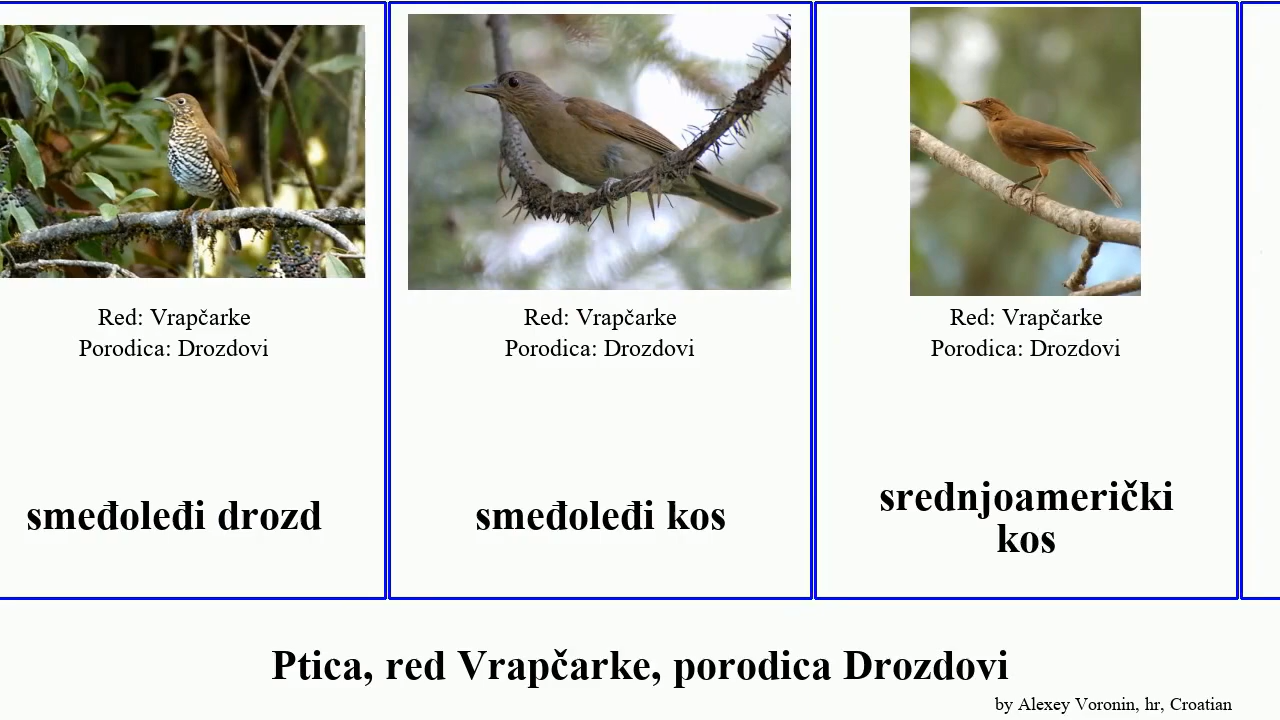 Red: Vrapčarke
Porodica: Drozdovi
smeđoleđi drozd
Red: Vrapčarke
Porodica: Drozdovi
smeđoleđi kos
Red: Vrapčarke
Porodica: Drozdovi
srednjoamerički
kos
Ptica, red Vrapčarke, porodica Drozdovi
by Alexey Voronin, hr, Croatian